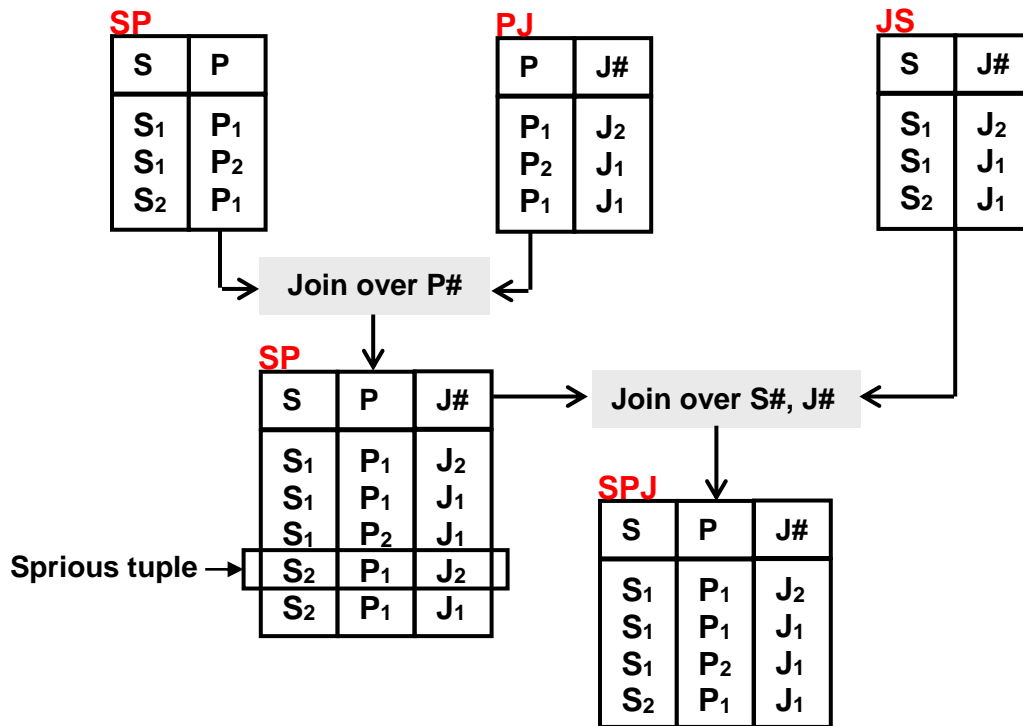 SP
S P
S₁ P₁
S₁ P₂
S₂ P₁
PJ
P J#
P₁ J₂
P₂ J₁
P₁ J₁
JS
S J#
S₁ J₂
S₁ J₁
S₂ J₁
Join over P#
SP
S P J#
S₁ P₁ J₂
S₁ P₁ J₁
S₁ P₂ J₁
S₂ P₁ J₂
S₂ P₁ J₁
Sprious tuple
Join over S#, J#
SPJ
S P J#
S₁ P₁ J₂
S₁ P₁ J₁
S₁ P₂ J₁
S₂ P₁ J₁